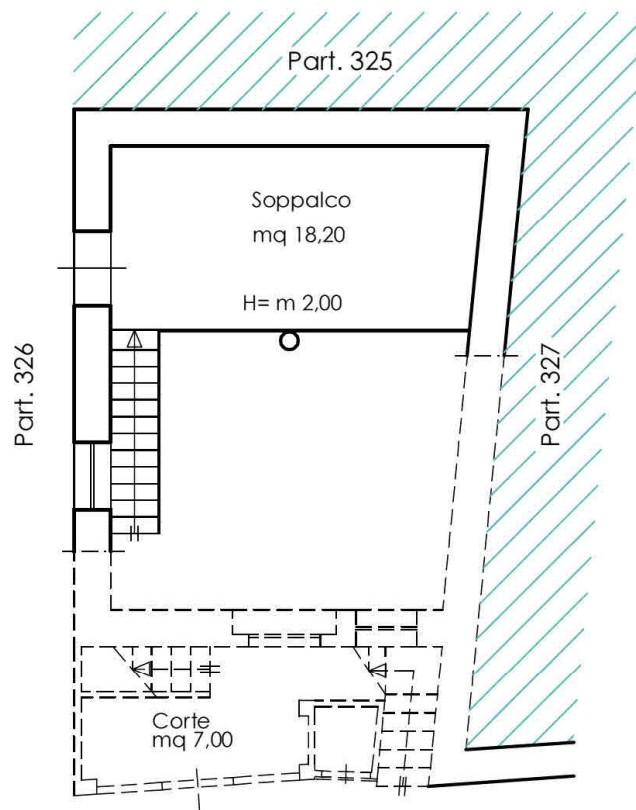 Part. 325
Soppalco
mq 18,20
H= m 2,00
Part. 326
Part. 327
Corte
mq 7,00